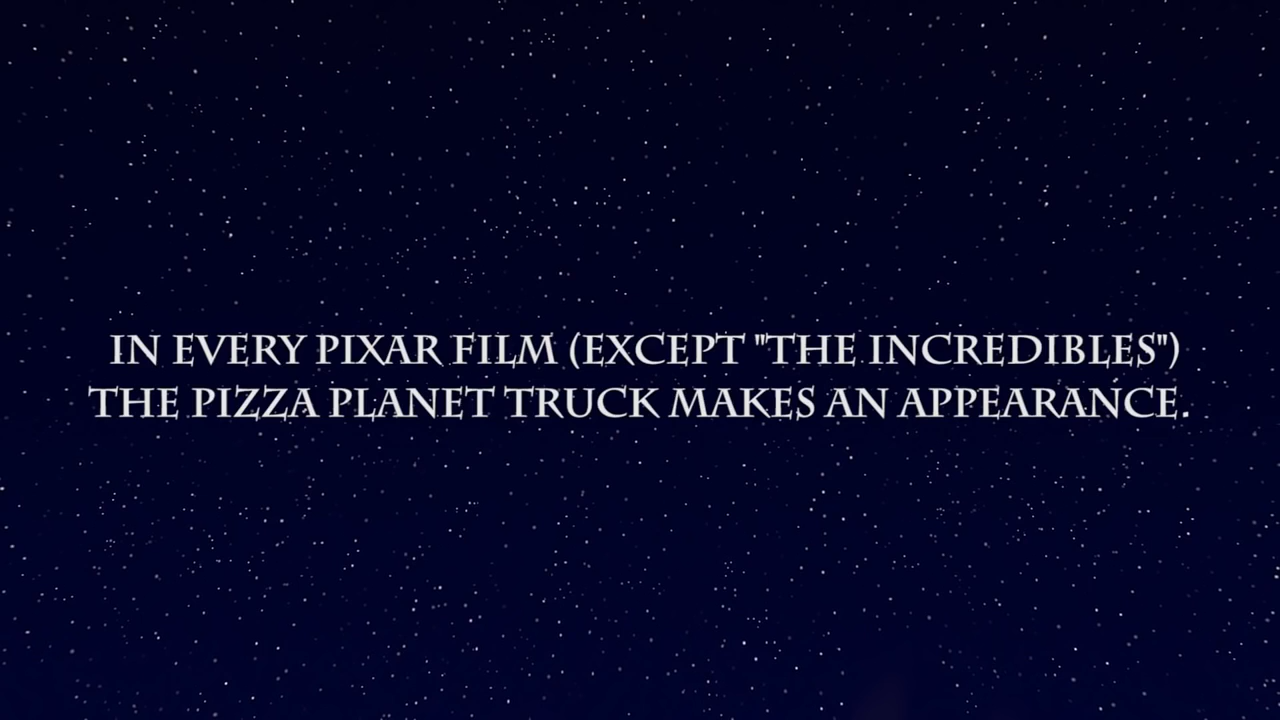 IN EVERY PIXAR FILM (EXCEPT "THE INCREDIBLES")
THE PIZZA PLANET TRUCK MAKES AN APPEARANCE.